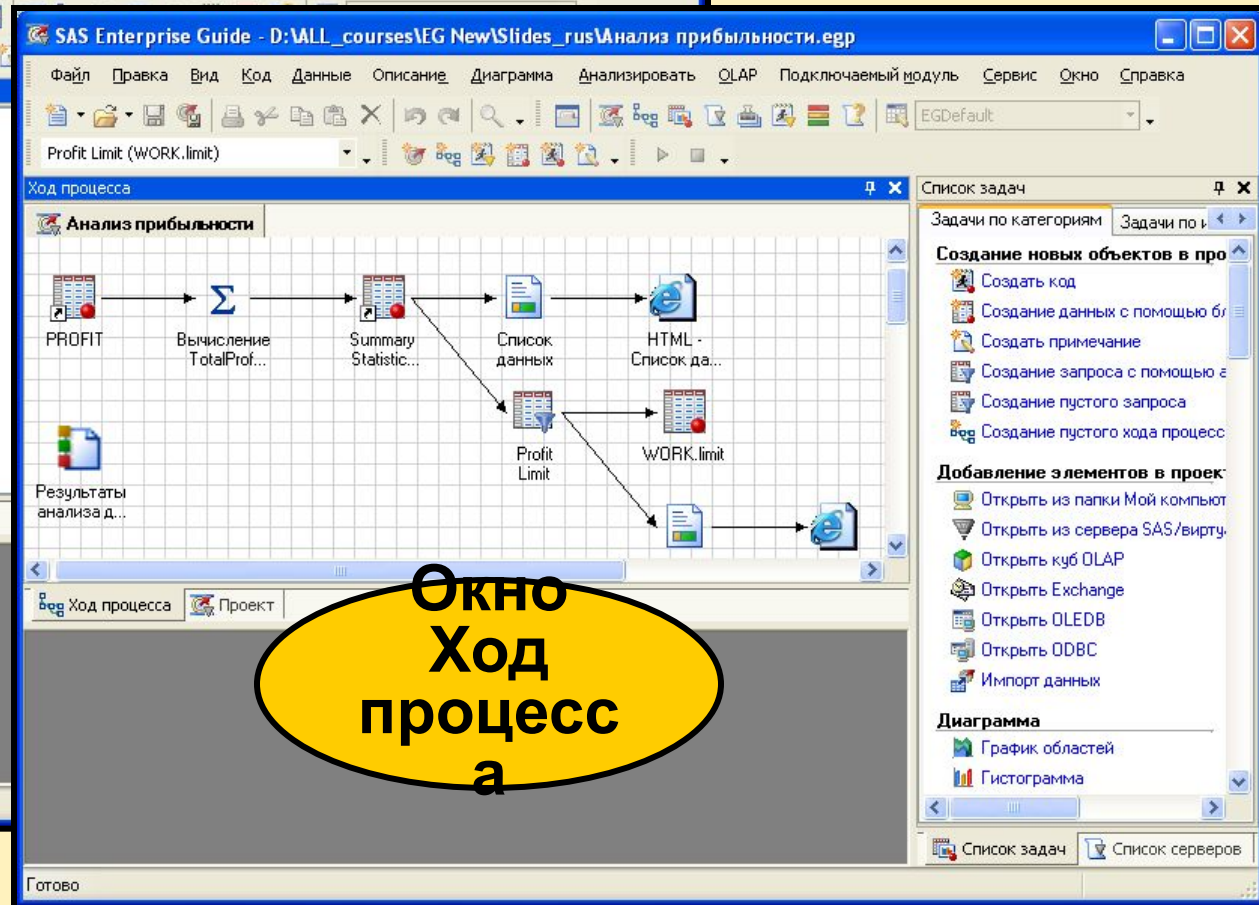 SAS Enterprise Guide - D:\ALL_courses\EG New\Slides_rus\Анализ прибыльности.egp
Файл Правка Вид Код Данные Описание Диаграмма Анализировать OLAP Подключаемый модуль Сервис Окно Справка
EGDefault
Profit Limit (WORK.limit)
Ход процесса
Анализ прибыльности
PROFIT
Вычисление
TotalProf...
Summary
Statistic...
Список
данных
HTML -
Список да...
Profit
Limit
WORK.limit
Результаты
анализа д...
Ход процесса
Проект
Окно
Ход
процесс
а
Список задач
Задачи по категориям
Задачи по
Создание новых объектов в про
Создать код
Создание данных с помощью
Создать примечание
Создание запроса с помощью
Создание пустого запроса
Создание пустого хода процесс
Добавление элементов в проек
Открыть из папки Мой компьют
Открыть из сервера SAS/вирту
Открыть куб OLAP
Открыть Exchange
Открыть OLEDB
Открыть ODBC
Импорт данных
Диаграмма
График областей
Гистограмма
Список задач
Список серверов
Готово